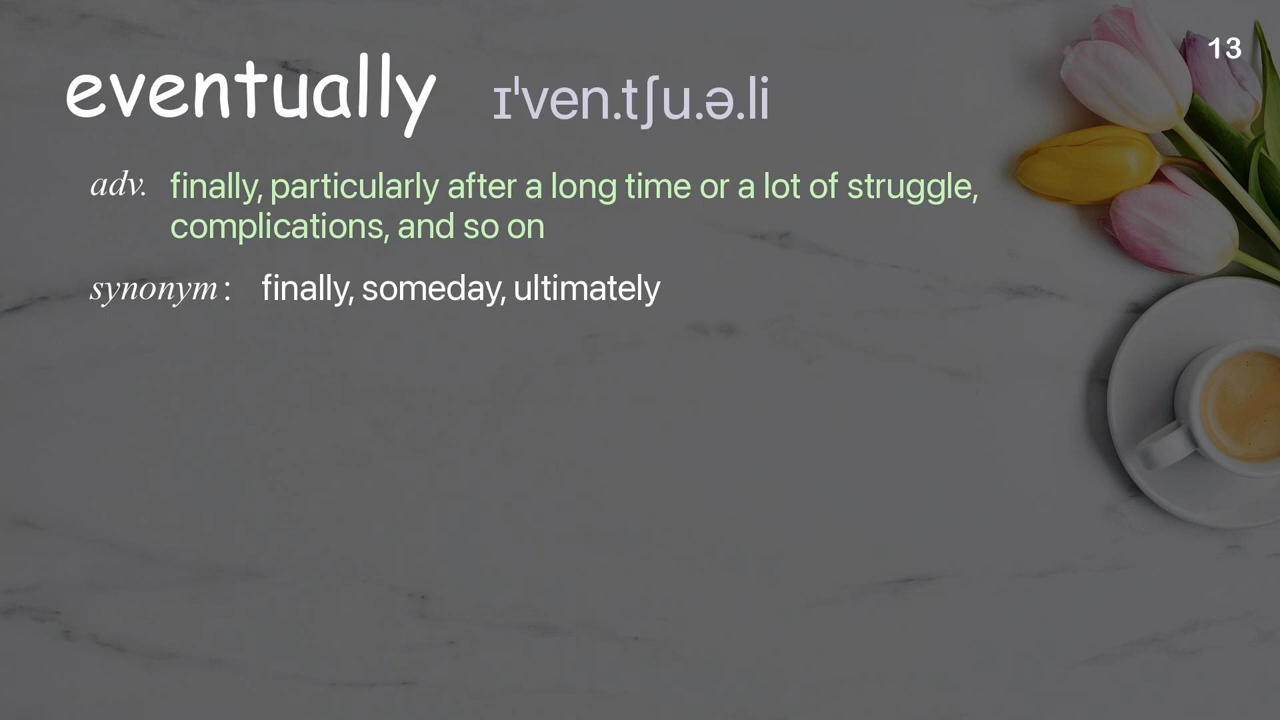 13
eventually ɪˈven.tʃu.ə.li
adv. finally, particularly after a long time or a lot of struggle,
complications, and so on
synonym : finally, someday, ultimately